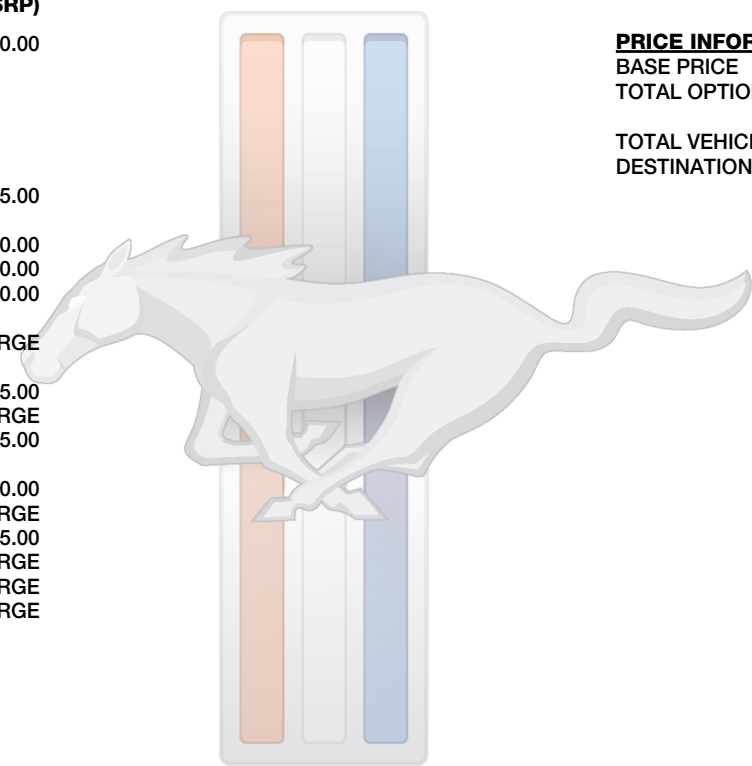 SRP)
0.00
5.00
0.00
0.00
0.00
RGE
5.00
RGE
5.00
0.00
RGE
5.00
RGE
RGE
RGE
PRICE INFOR
BASE PRICE
TOTAL OPTIO
TOTAL VEHIC
DESTINATION